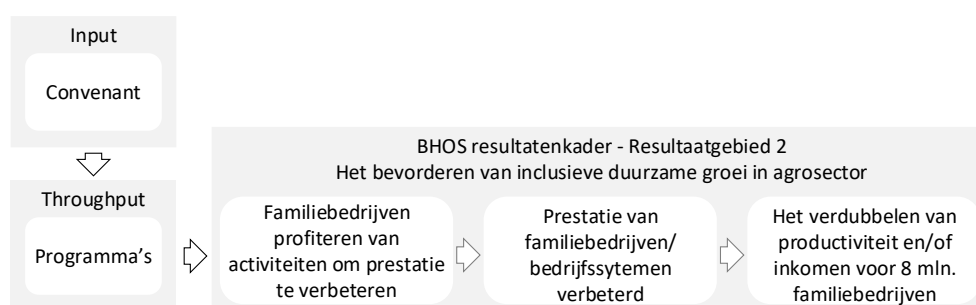 Input
Convenant
Throughput
Programma's
BHOS resultatenkader - Resultaatgebied 2
Het bevorderen van inclusieve duurzame groei in agrosector
Familiebedrijven
profiteren van
activiteiten om prestatie
te verbeteren
Prestatie van
familiebedrijven/
bedrijfssytemen
verbeterd
Het verdubbelen van
productiviteit en/of
inkomen voor 8 mln.
familiebedrijven